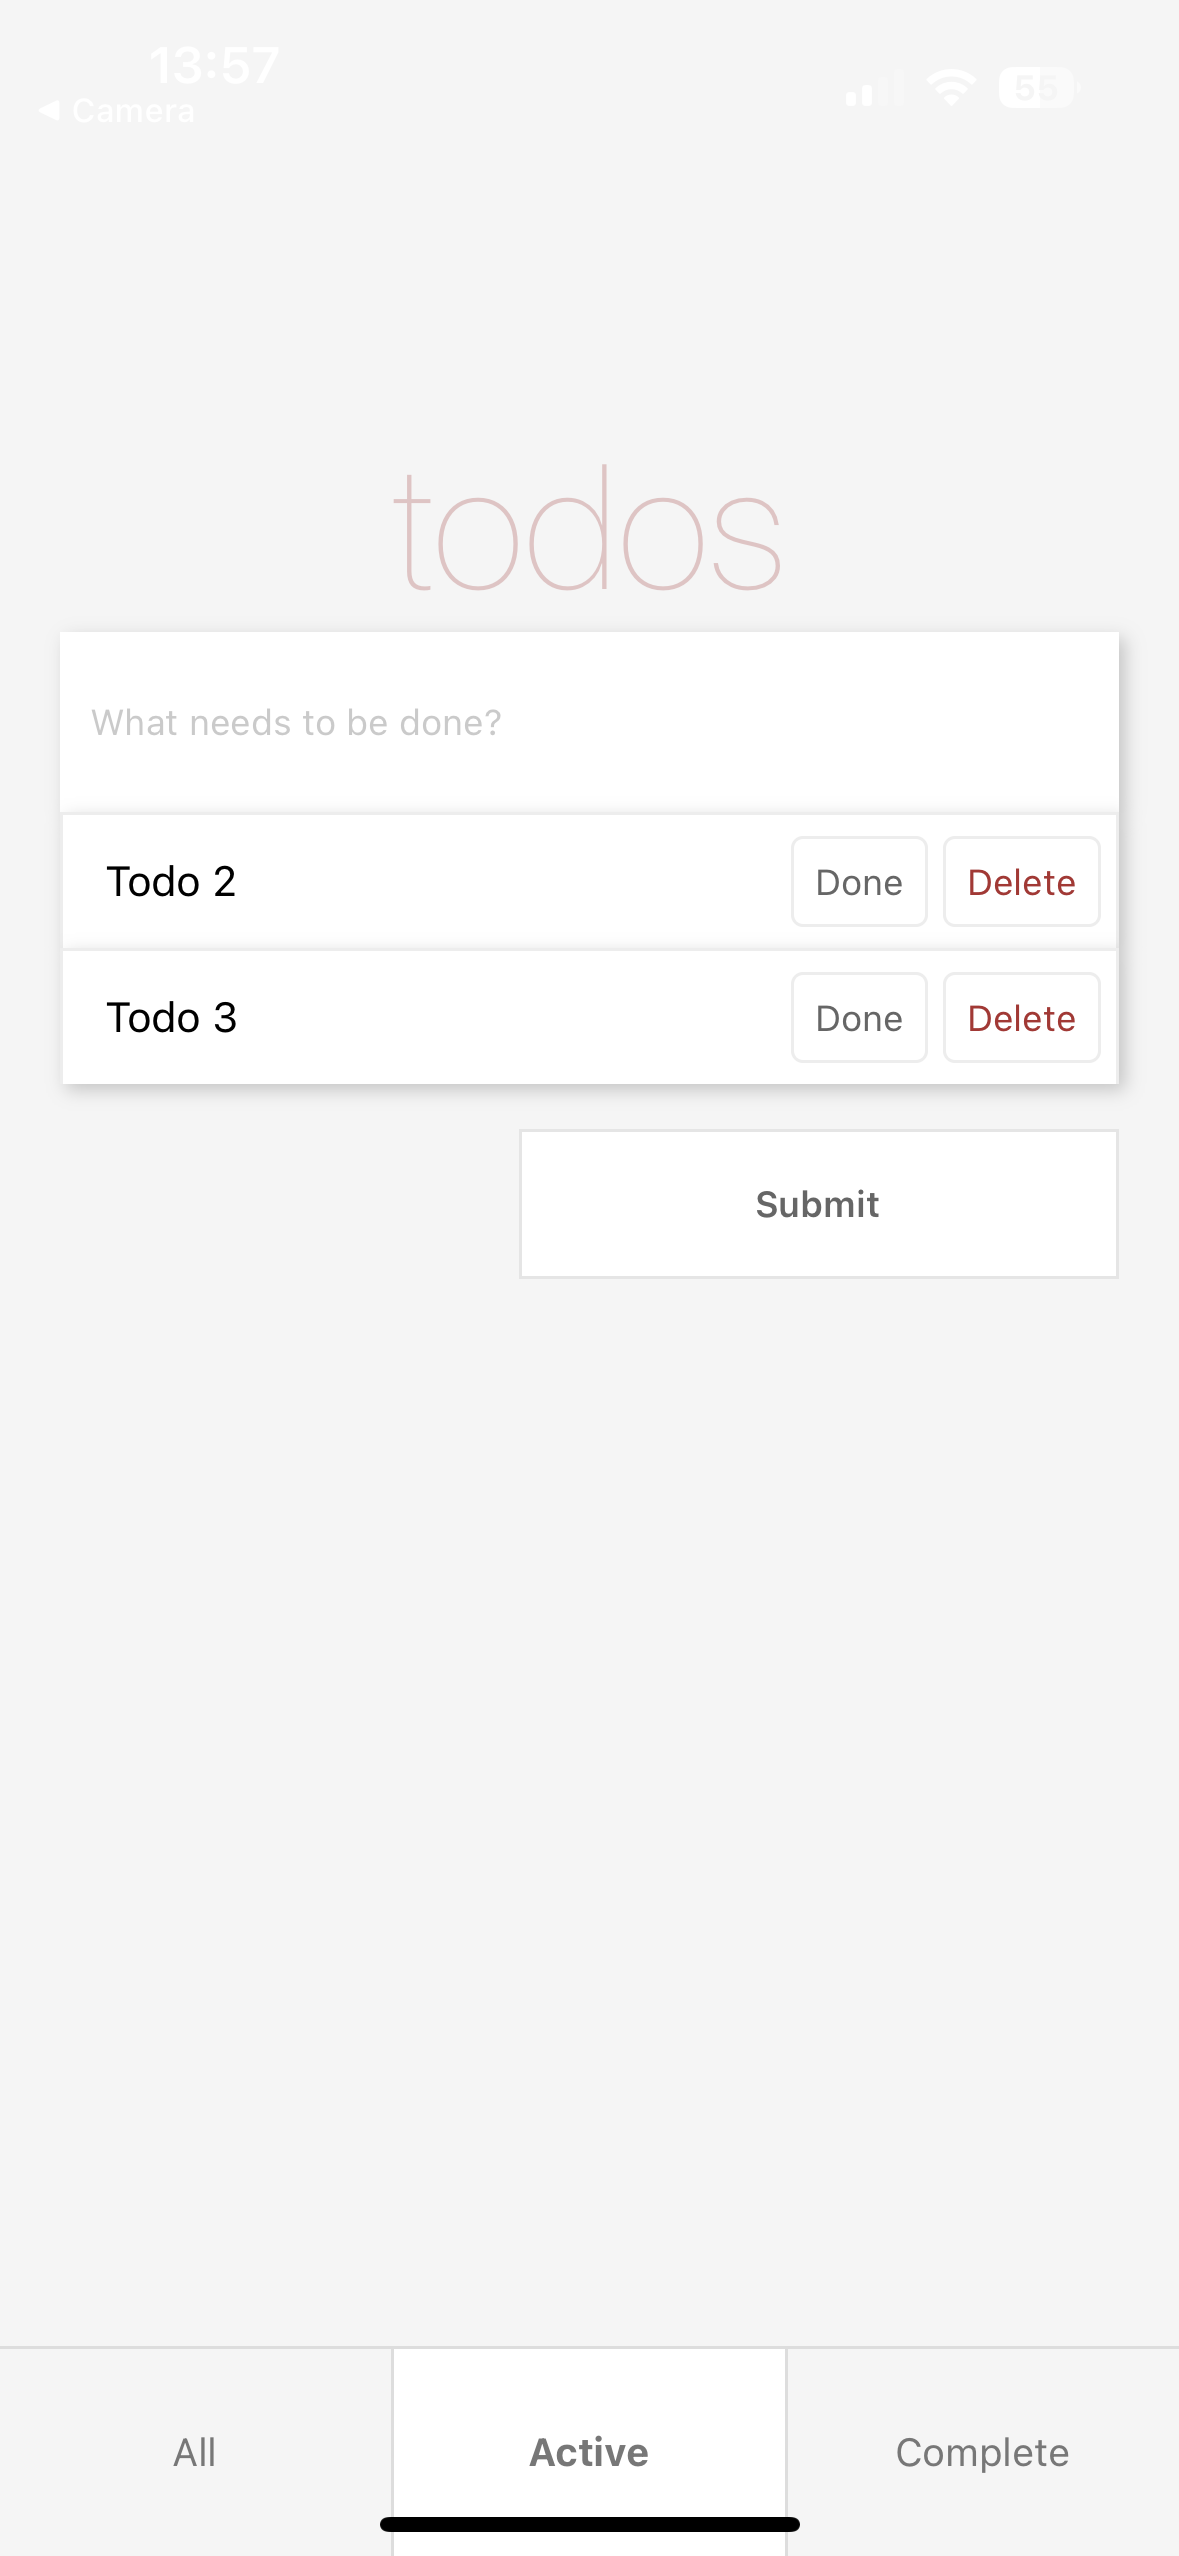 13:57
◀ Camera
55
todos
What needs to be done?
Todo 2 Done Delete
Todo 3 Done Delete
Submit
All Active Complete